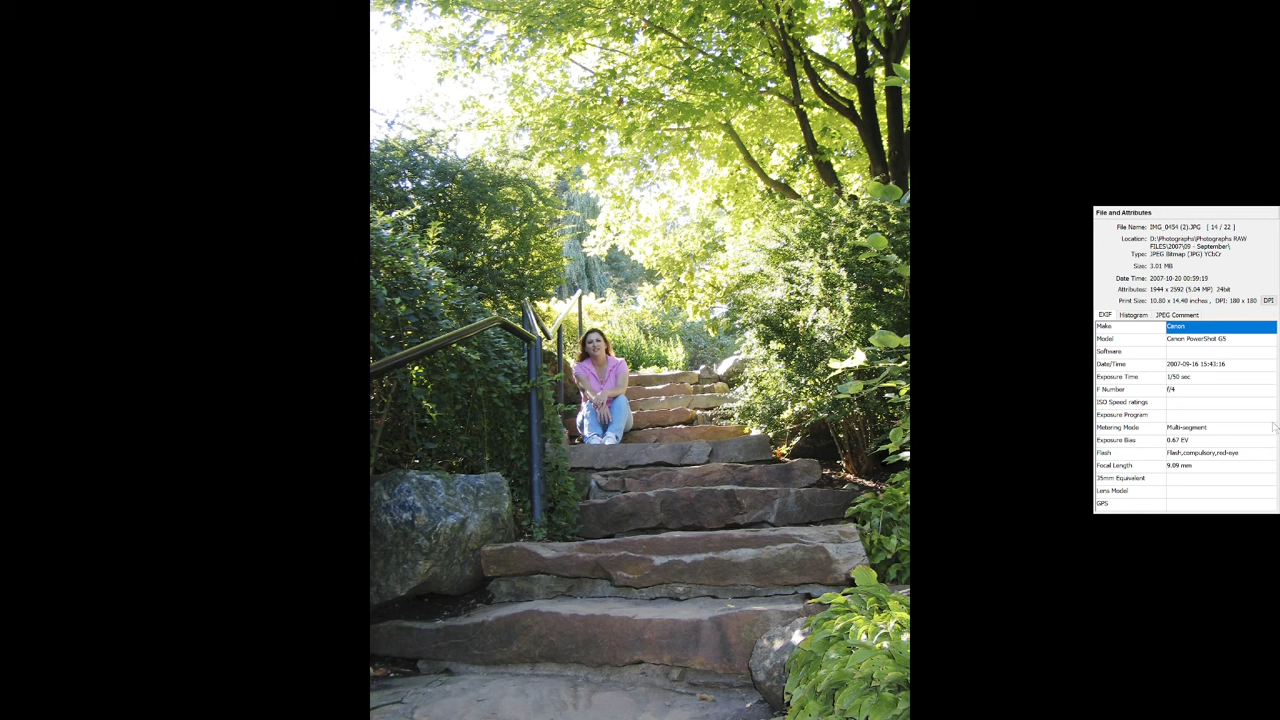 File and Attributes
File Name: IMG_0454 (2).JPG [ 14 / 22 ]
Location: D:\Photographs\Photographs RAW
FILES\2007\09 - September\
Type: JPEG Bitmap (JPG) YCbCr
Size: 3.01 MB
Date Time: 2007-10-20 00:59:19
Attributes: 1944 x 2592 (5.04 MP) 24bit
Print Size: 10.80 x 14.40 inches, DPI: 180 x 180 DPI
EXIF Histogram JPEG Comment
Make Canon
Model Canon PowerShot G5
Software
Date/Time 2007-09-16 15:43:16
Exposure Time 1/50 sec
F Number f/4
ISO Speed ratings
Exposure Program
Metering Mode Multi-segment
Exposure Bias 0.67 EV
Flash Flash,compulsory,red-eye
Focal Length 9.09 mm
35mm Equivalent
Lens Model
GPS